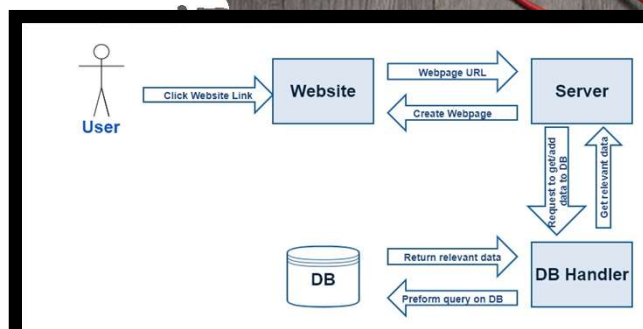 Click Website Link
User
Website
Webpage URL
Create Webpage
Server
Request to get/add
data to DB
Get relevant data
DB
Return relevant data
Preform query on DB
DB Handler